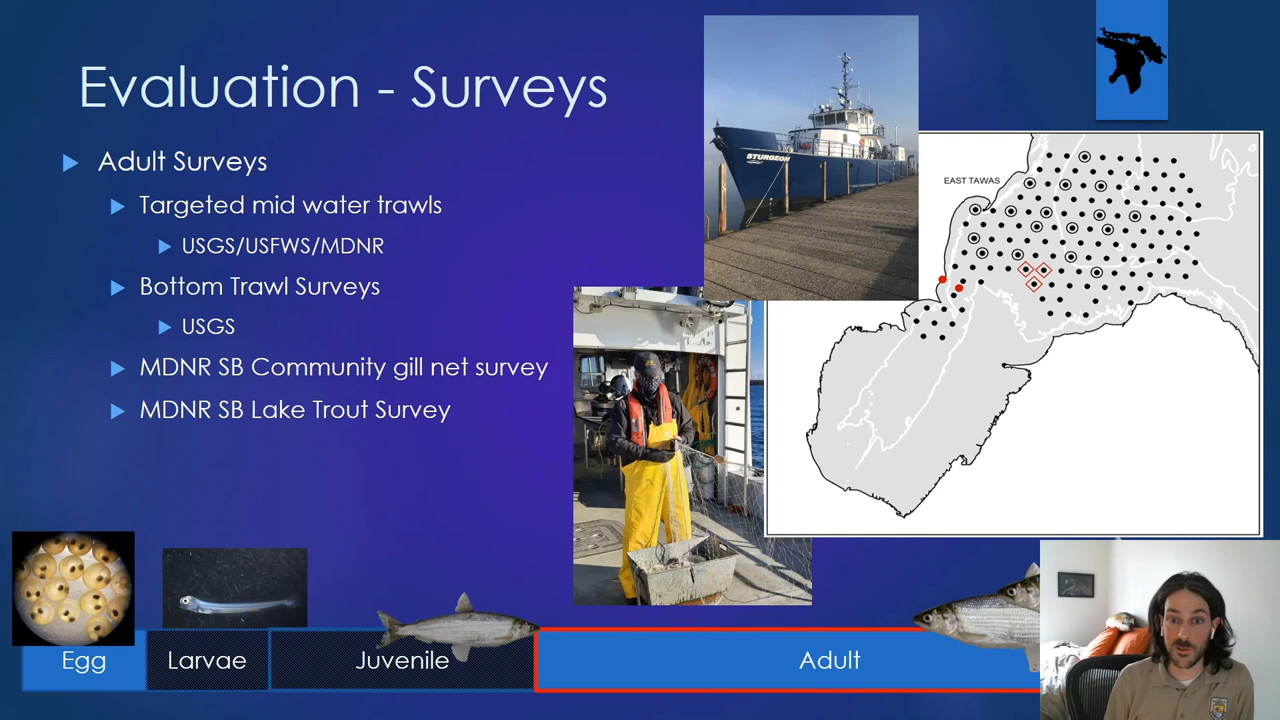 Evaluation - Surveys
Adult Surveys
Targeted mid water trawls
USGS/USFWS/MDNR
Bottom Trawl Surveys
USGS
MDNR SB Community gill net survey
MDNR SB Lake Trout Survey
STURGEON
EAST TAWAS
Egg
Larvae
Juvenile
Adult